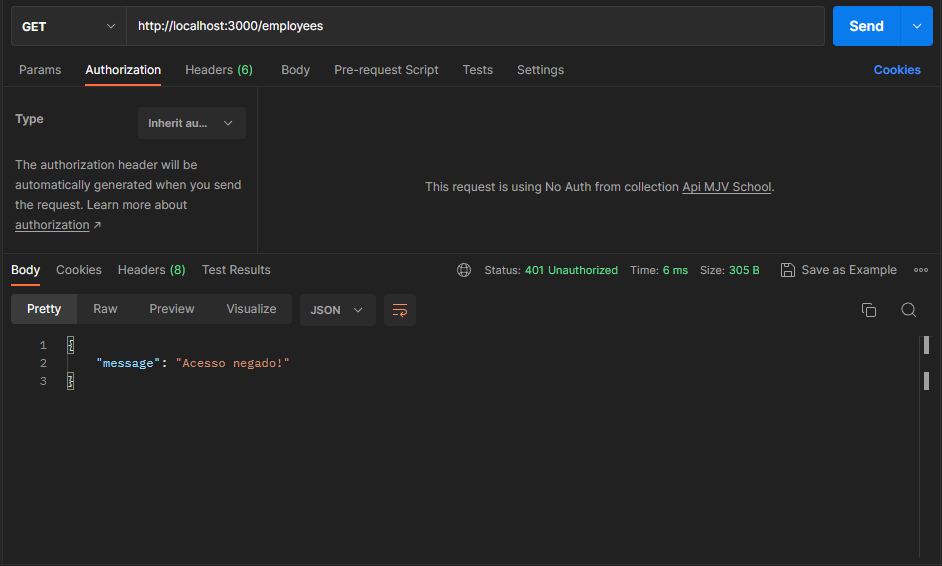 GET http://localhost:3000/employees Send
Params Authorization Headers (6) Body Pre-request Script Tests Settings Cookies
Type Inherit au...
The authorization header will be
automatically generated when you send
the request. Learn more about
authorization ↗
This request is using No Auth from collection Api MJV School.
Body Cookies Headers (8) Test Results Status: 401 Unauthorized Time: 6 ms Size: 305 B Save as Example
Pretty Raw Preview Visualize JSON
1 {
2 "message": "Acesso negado!"
3 }